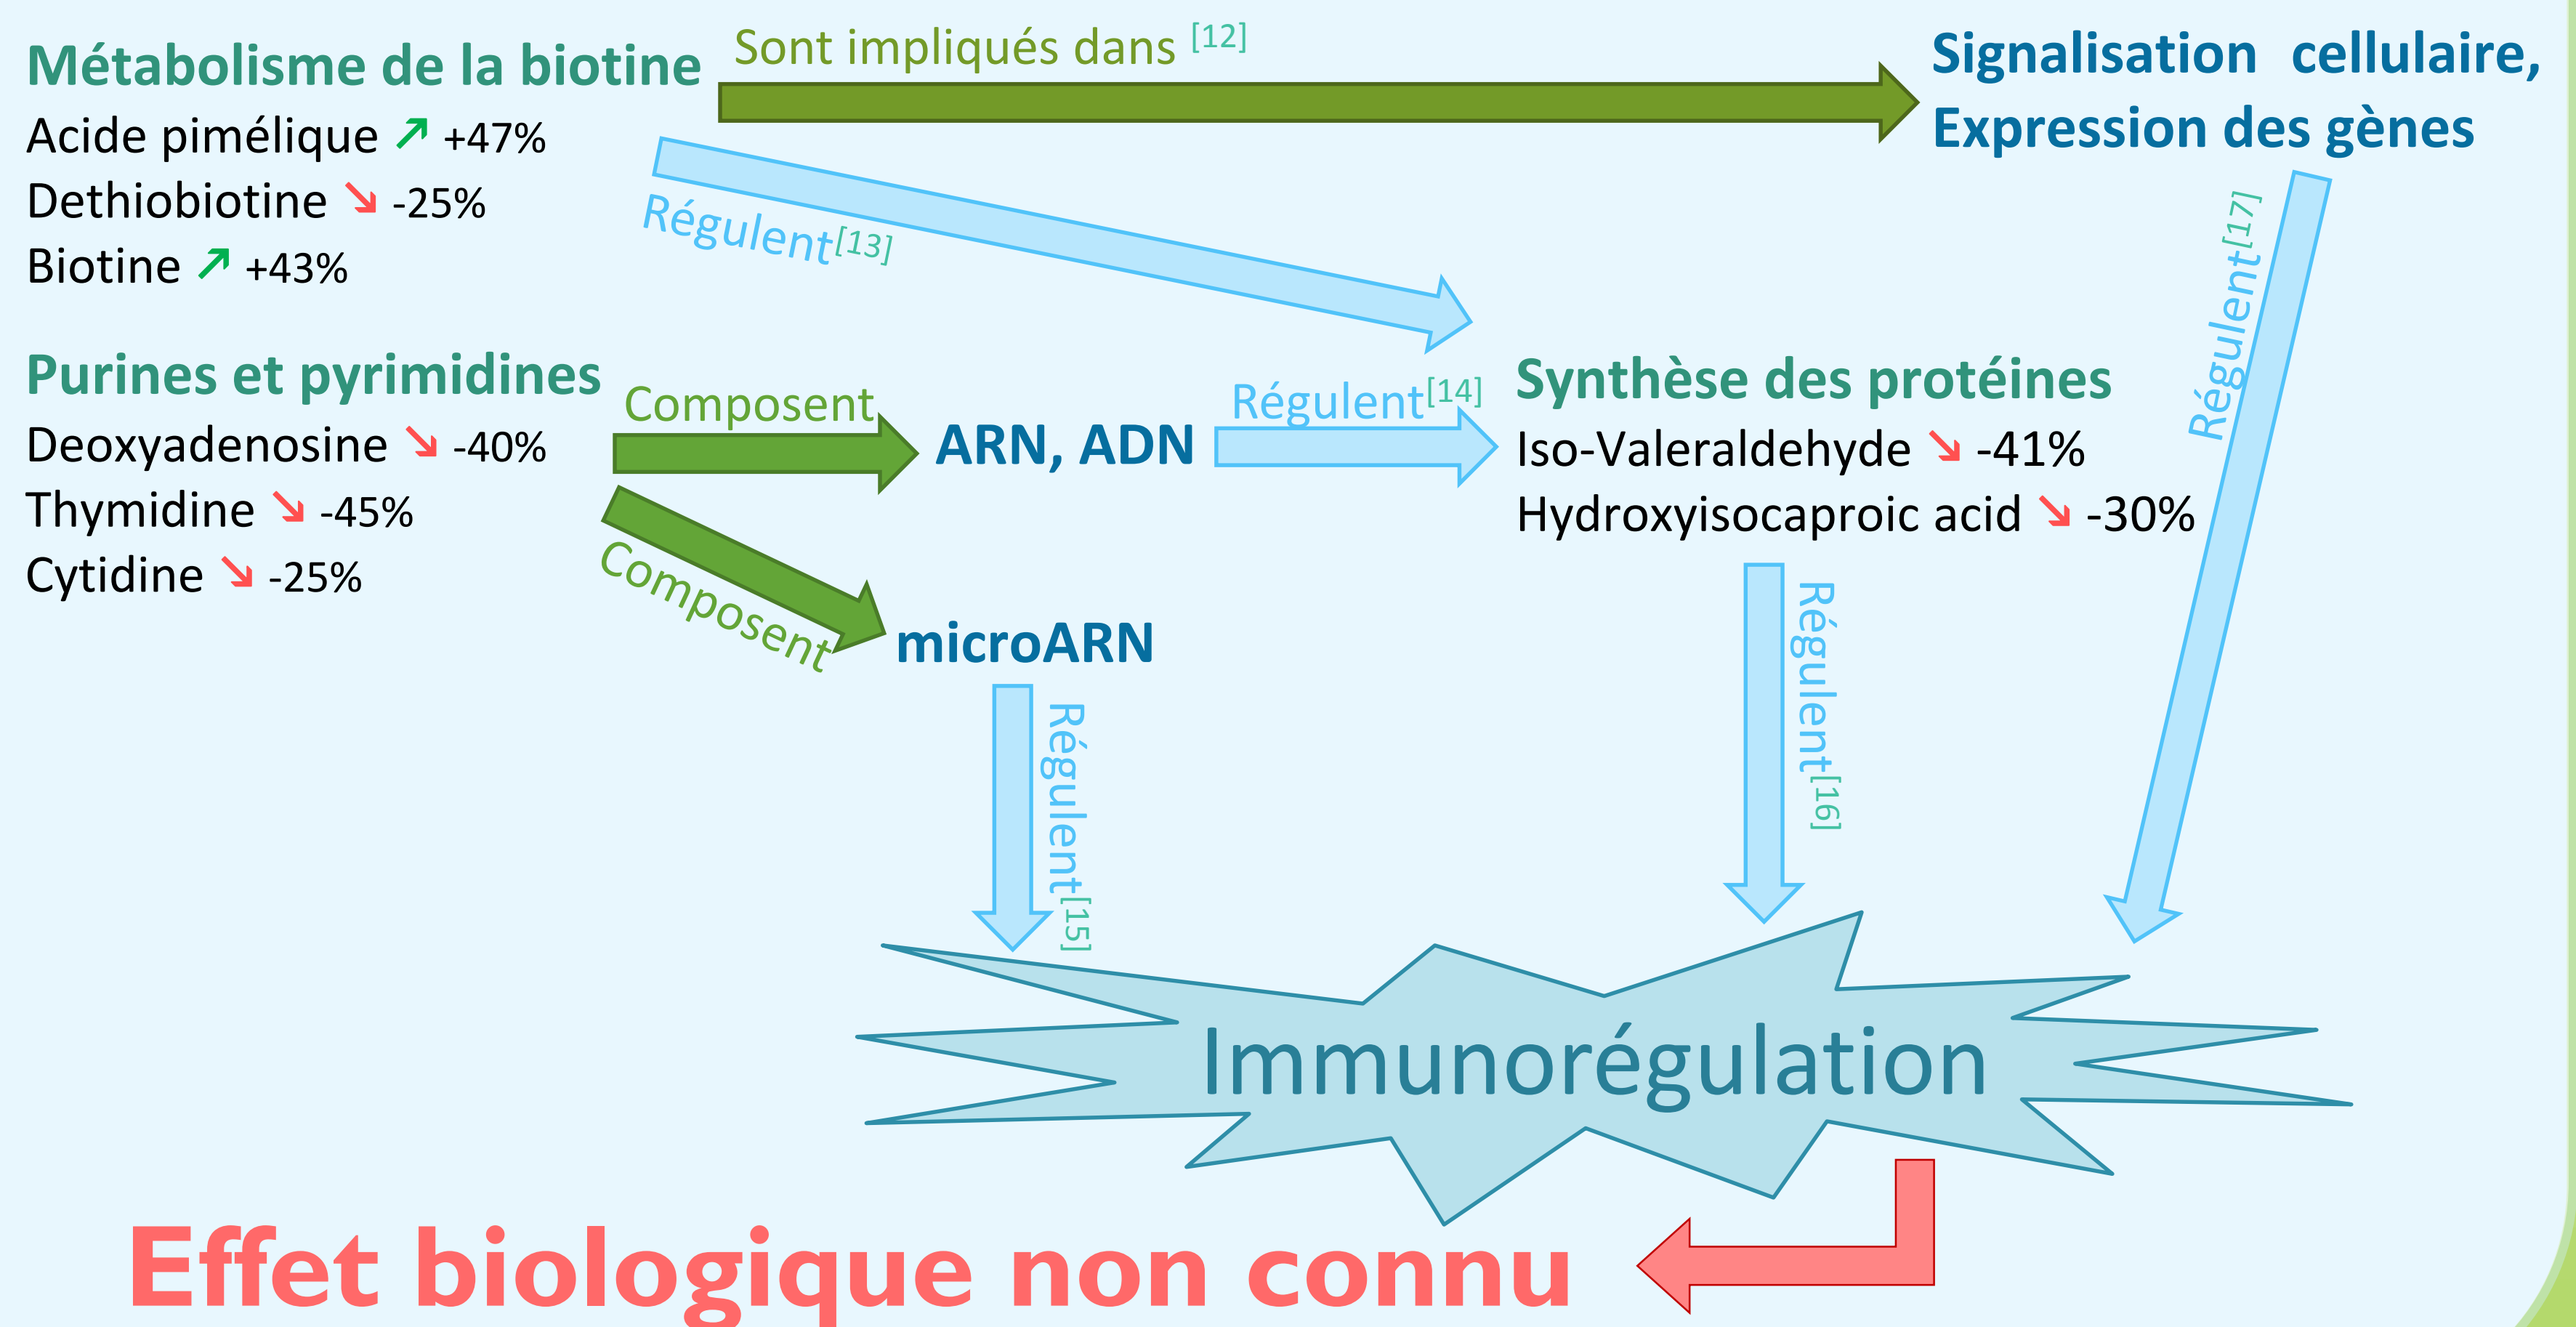 Métabolisme de la biotine
Acide pimélique ↗ +47%
Dethiobiotine ↘ -25%
Biotine ↗ +43%
Sont impliqués dans [12]
Signalisation cellulaire,
Expression des gènes
Régulent[13]
Régulent[17]
Purines et pyrimidines
Deoxyadenosine ↘ -40%
Thymidine ↘ -45%
Cytidine ↘ -25%
Composent
ARN, ADN
Régulent[14]
Synthèse des protéines
Iso-Valeraldehyde ↘ -41%
Hydroxyisocaproic acid ↘ -30%
Composent
microARN
Régulent[15]
Régulent[16]
Immunorégulation
Effet biologique non connu